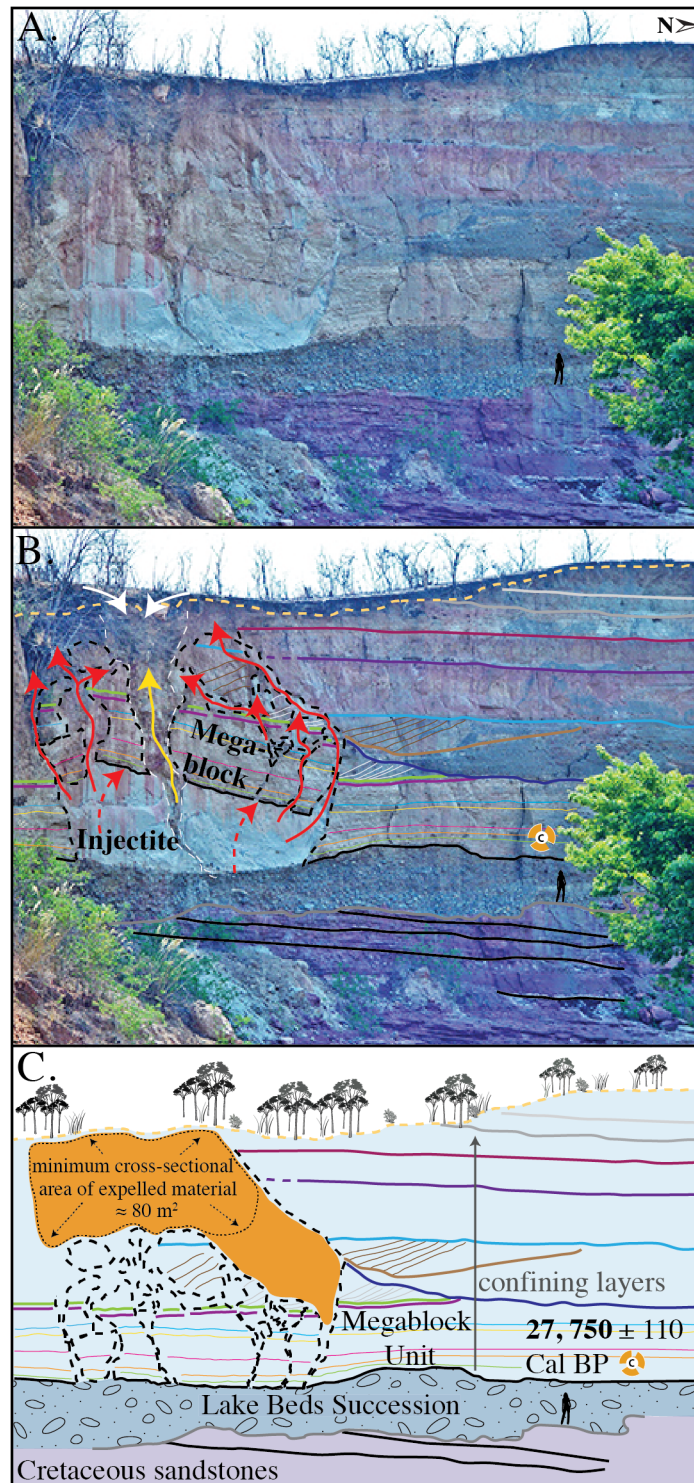 A.
N
B.
Mega-
block
Injectite
C
C.
minimum cross-sectional
area of expelled material
≈ 80 m²
confining layers
Megablock
Unit
27, 750 ± 110
Cal BP
C
Lake Beds Succession
Cretaceous sandstones